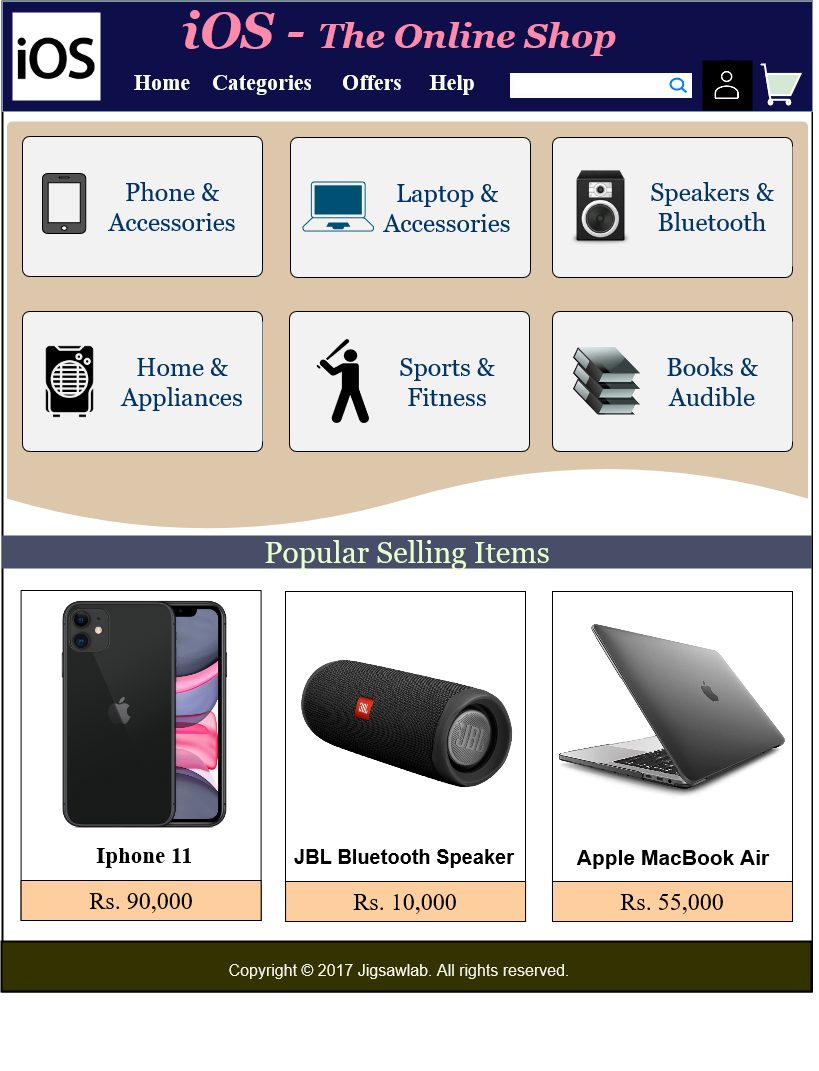 iOS
iOS - The Online Shop
Home Categories Offers Help
Phone &
Accessories
Laptop &
Accessories
Speakers &
Bluetooth
Home &
Appliances
Sports &
Fitness
Books &
Audible
Popular Selling Items
JBL
JBL
Iphone 11
JBL Bluetooth Speaker
Apple MacBook Air
Rs. 90,000
Rs. 10,000
Rs. 55,000
Copyright © 2017 Jigsawlab. All rights reserved.